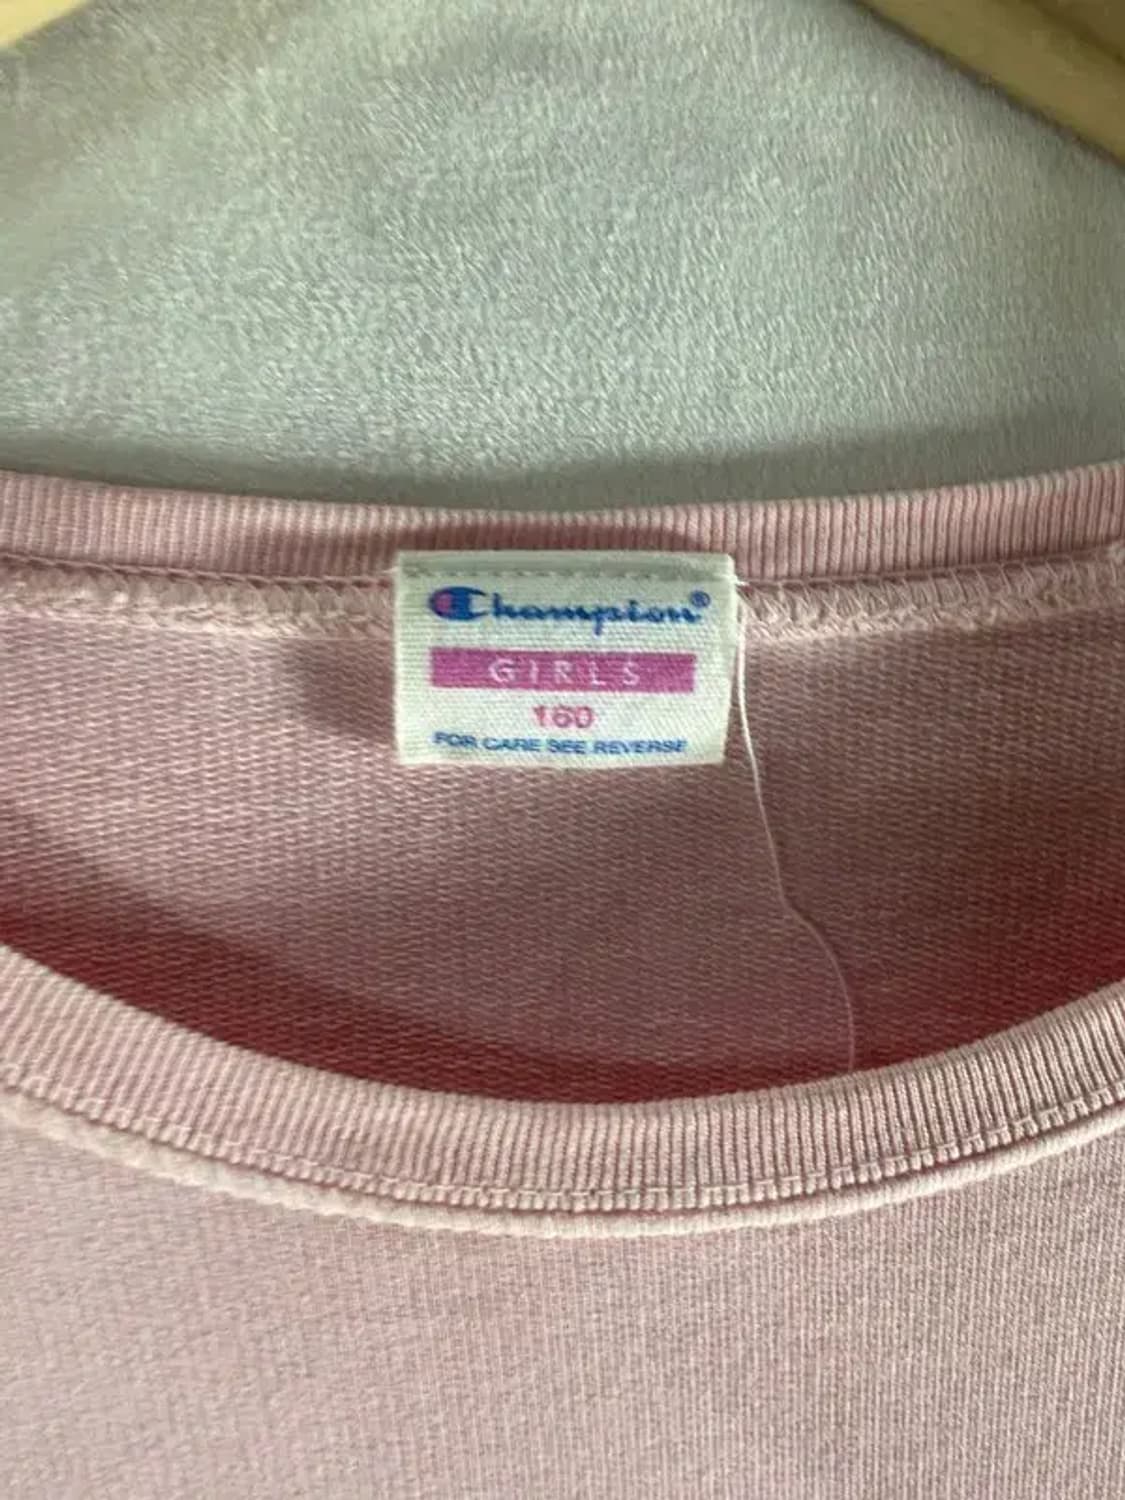 Champion®
GIRLS
160
FOR CARE SEE REVERSE